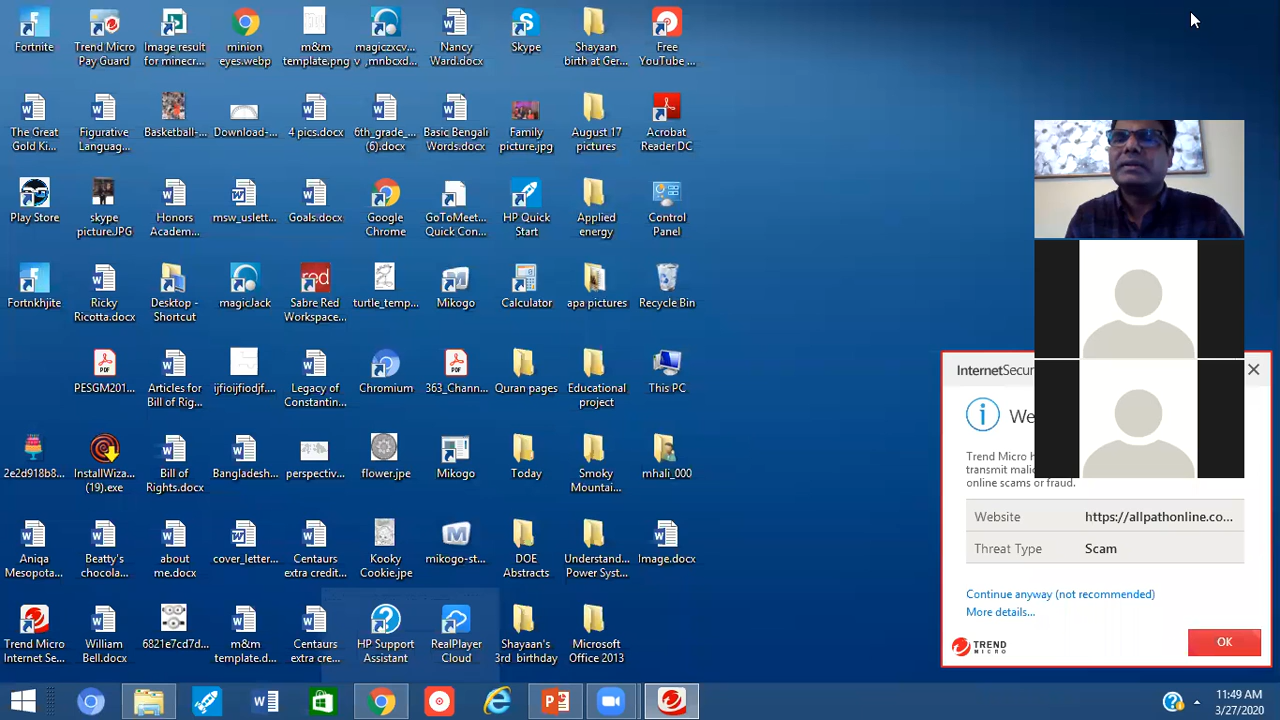 Fortnite
Trend Micro
Pay Guard
Image result
for minecr...
minion
eyes.webp
m&m
template.png
magiczxcv...
v ,mnbcxd...
Nancy
Ward.docx
Skype
Shayaan
birth at Ger...
Free
YouTube ...
The Great
Gold Ki...
Figurative
Languag...
Basketball-...
Download-...
4 pics.docx
6th_grade_...
(6).docx
Basic Bengali
Words.docx
Family
picture.jpg
August 17
pictures
Acrobat
Reader DC
Play Store
skype
picture.JPG
Honors
Academ...
msw_uslett...
Goals.docx
Google
Chrome
GoToMeet...
Quick Con...
HP Quick
Start
Applied
energy
Control
Panel
Fortnkhjite
Ricky
Ricotta.docx
Desktop -
Shortcut
magicJack
Sabre Red
Workspace...
turtle_temp...
Mikogo
Calculator
apa pictures
Recycle Bin
PESGM201...
Articles for
Bill of Rig...
ijfioijfiodjf....
Legacy of
Constantin...
Chromium
363_Chann...
Quran pages
Educational
project
This PC
2e2d918b8...
InstallWiza...
(19).exe
Bill of
Rights.docx
Bangladesh...
perspectiv...
flower.jpe
Mikogo
Today
Smoky
Mountai...
mhali_000
Aniqa
Mesopota...
Beatty's
chocola...
about
me.docx
cover_letter...
Centaurs
extra credit...
Kooky
Cookie.jpe
mikogo-st...
DOE
Abstracts
Understand...
Power Syst...
Image.docx
Trend Micro
Internet Se...
William
Bell.docx
6821e7cd7d...
m&m
template.d...
Centaurs
extra cre...
HP Support
Assistant
RealPlayer
Cloud
Shayaan's
3rd birthday
Microsoft
Office 2013
InternetSecur
We
Trend Micro h
transmit malic
online scams or fraud.
Website https://allpathonline.co...
Threat Type Scam
Continue anyway (not recommended)
More details...
TREND
MICRO
OK
11:49 AM
3/27/2020